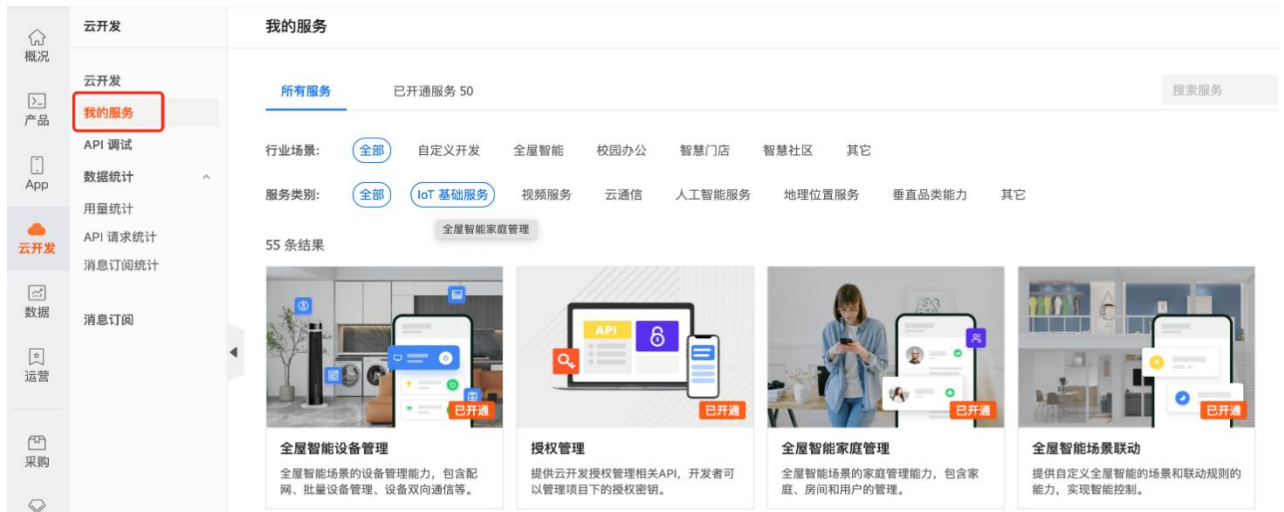 概况
产品
App
云开发
数据
运营
采购
云开发
云开发
我的服务
API 调试
数据统计
用量统计
API 请求统计
消息订阅统计
消息订阅
我的服务
所有服务 已开通服务 50
搜索服务
行业场景: 全部 自定义开发 全屋智能 校园办公 智慧门店 智慧社区 其它
服务类别: 全部 IoT 基础服务 视频服务 云通信 人工智能服务 地理位置服务 垂直品类能力 其它
全屋智能家庭管理
55 条结果
已开通
全屋智能设备管理
全屋智能场景的设备管理能力，包含配
网、批量设备管理、设备双向通信等。
API
已开通
授权管理
提供云开发授权管理相关API，开发者可
以管理项目下的授权密钥。
已开通
全屋智能家庭管理
全屋智能场景的家庭管理能力，包含家
庭、房间和用户的管理。
已开通
全屋智能场景联动
提供自定义全屋智能的场景和联动规则的
能力，实现智能控制。